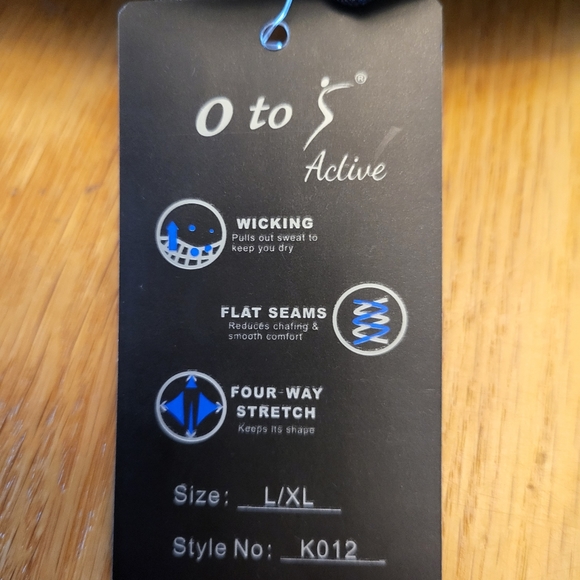 O to 5®
Active
WICKING
Pulls out sweat to
keep you dry
FLAT SEAMS
Reduces chafing &
smooth comfort
FOUR-WAY
STRETCH
Keeps its shape
Size: L/XL
Style No: K012